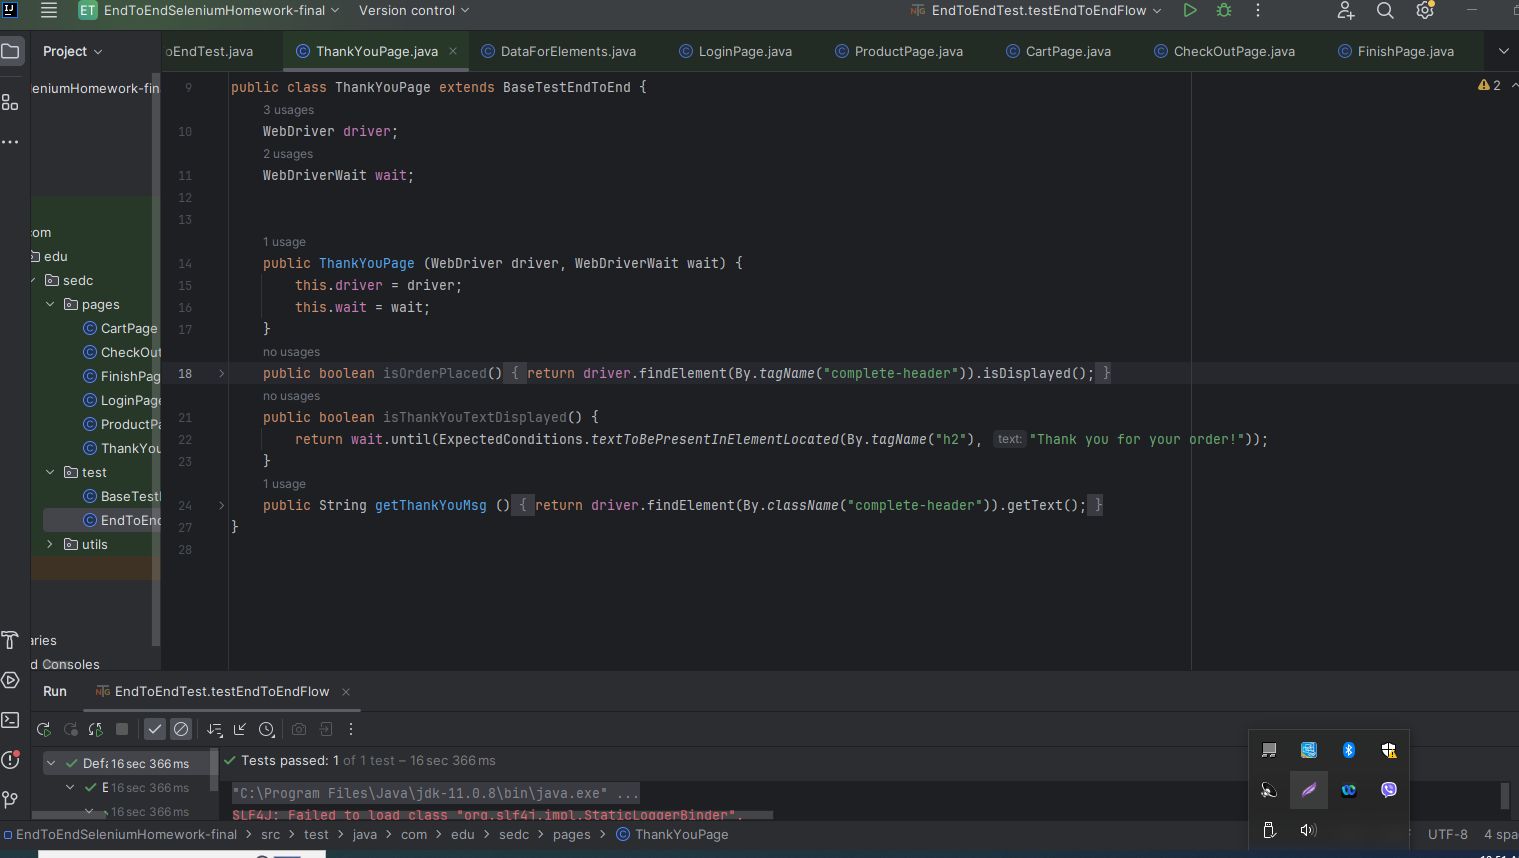 ET EndToEndSeleniumHomework-final Version control EndToEndTest.testEndToEndFlow
Project
oEndTest.java ThankYouPage.java DataForElements.java LoginPage.java ProductPage.java CartPage.java CheckOutPage.java FinishPage.java
eniumHomework-fin
com
edu
sedc
pages
CartPage
CheckOut
FinishPag
LoginPage
ProductPa
ThankYou
test
BaseTest
EndToEnd
utils
aries
d Consoles
2
9 public class ThankYouPage extends BaseTestEndToEnd {
3 usages
10 WebDriver driver;
2 usages
11 WebDriverWait wait;
12
13
1 usage
14 public ThankYouPage (WebDriver driver, WebDriverWait wait) {
15 this.driver = driver;
16 this.wait = wait;
17 }
no usages
18 public boolean isOrderPlaced() { return driver.findElement(By.tagName("complete-header")).isDisplayed(); }
no usages
21 public boolean isThankYouTextDisplayed() {
22 return wait.until(ExpectedConditions.textToBePresentInElementLocated(By.tagName("h2"), text: "Thank you for your order!"));
23 }
1 usage
24 public String getThankYouMsg () { return driver.findElement(By.className("complete-header")).getText(); }
27 }
28
Run EndToEndTest.testEndToEndFlow
Defa 16 sec 366 ms
E 16 sec 366 ms
16 sec 366 ms
Tests passed: 1 of 1 test – 16 sec 366 ms
"C:\Program Files\Java\jdk-11.0.8\bin\java.exe" ...
SLF4J: Failed to load class "org.slf4j.impl.StaticLoggerBinder".
EndToEndSeleniumHomework-final > src > test > java > com > edu > sedc > pages > ThankYouPage
UTF-8 4 spa